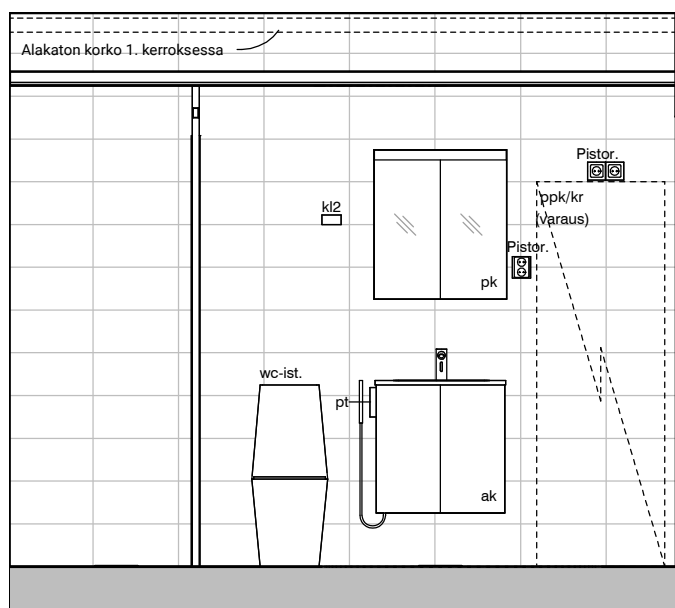 Alakaton korko 1. kerroksessa
Pistor.
ppk/kr
(varaus)
kl2
Pistor.
pk
wc-ist.
pt
ak